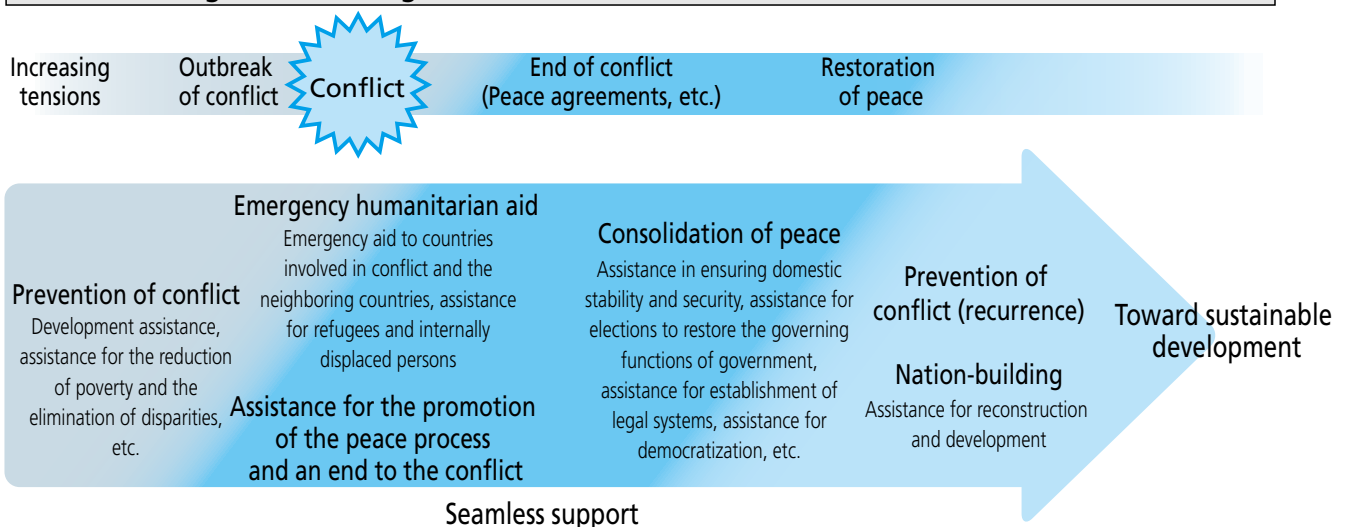 Increasing
tensions
Outbreak
of conflict
Conflict
End of conflict
(Peace agreements, etc.)
Restoration
of peace
Prevention of conflict
Development assistance,
assistance for the reduction
of poverty and the
elimination of disparities,
etc.
Emergency humanitarian aid
Emergency aid to countries
involved in conflict and the
neighboring countries, assistance
for refugees and internally
displaced persons
Assistance for the promotion
of the peace process
and an end to the conflict
Consolidation of peace
Assistance in ensuring domestic
stability and security, assistance for
elections to restore the governing
functions of government,
assistance for establishment of
legal systems, assistance for
democratization, etc.
Prevention of
conflict (recurrence)
Nation-building
Assistance for reconstruction
and development
Toward sustainable
development
Seamless support